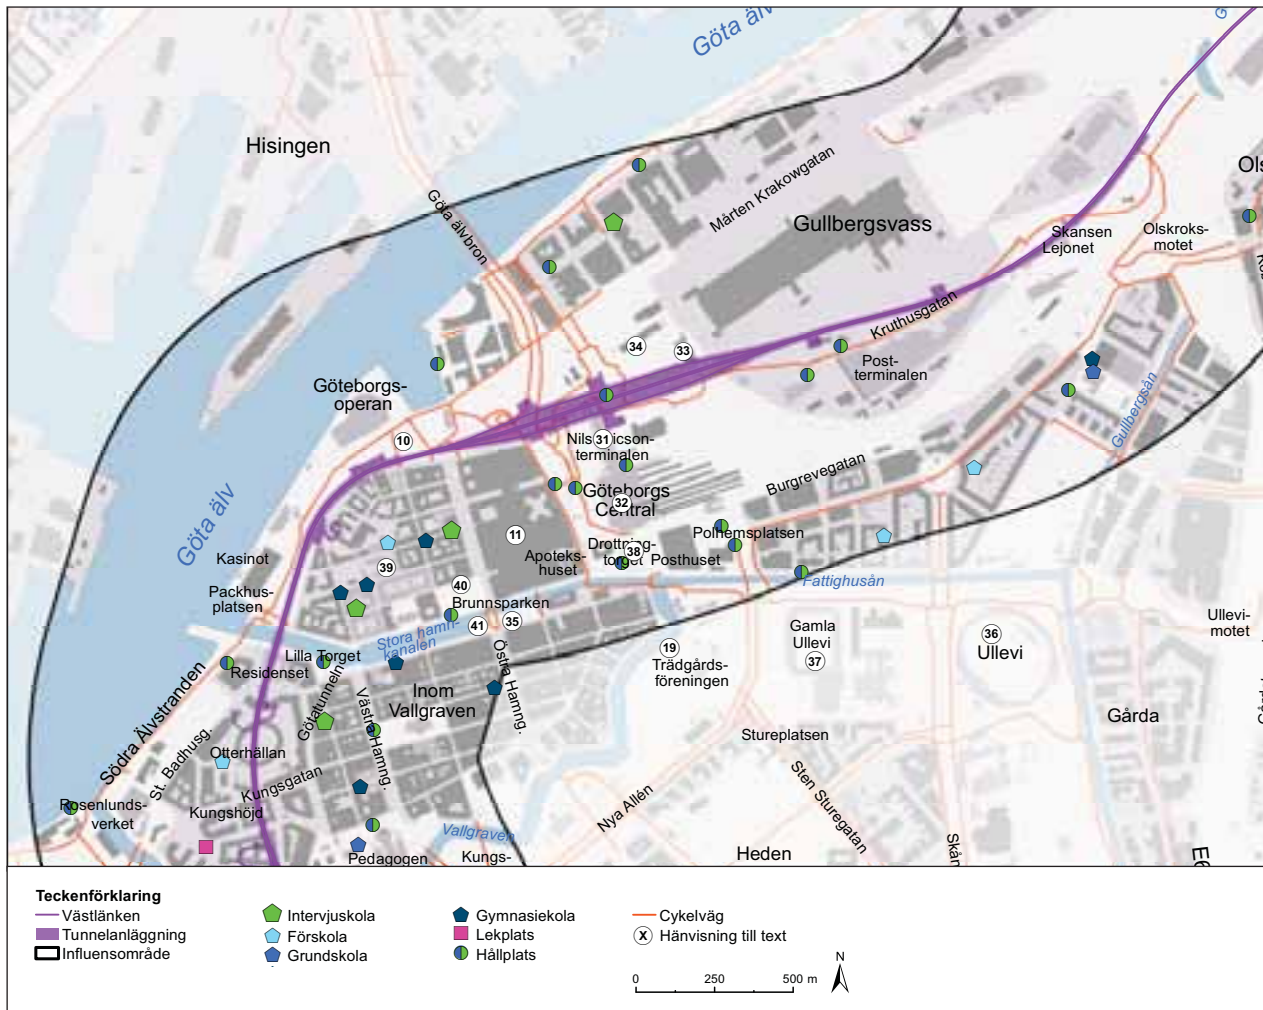 Göta älv
G
Hisingen
Ols
Mårten Krakowgatan
Göta älvbron
Gullbergsvass
Skansen
Lejonet
Olskroks-
motet
Kruthusgatan
34
33
Post-
terminalen
Göteborgs-
operan
Gullbergsån
10
Nils Ericson-
terminalen
31
Burgrevegatan
Göteborgs
Central
32
Göta älv
11
Polhemsplatsen
Drottning-
torget
38
Posthuset
Apoteks-
huset
Kasinot
39
Fattighusån
Packhus-
platsen
40
Brunnsparken
41
35
Stora hamn-
kanalen
Gamla
Ullevi
37
36
Ullevi
Ullevi-
motet
19
Trädgårds-
föreningen
Lilla Torget
Residenset
Götatunneln
Inom
Vallgraven
Östra Hamng.
Västra Hamng.
Södra Älvstranden
St. Badhusg.
Otterhällan
Kungsgatan
Kungshöjd
Rosenlunds-
verket
Stureplatsen
Gårda
Sten Sturegatan
Nya Allén
Vallgraven
Pedagogen
Kungs-
Heden
Skån
Teckenförklaring
Västlänken
Tunnelanläggning
Influensområde
Intervjuskola
Förskola
Grundskola
Gymnasiekola
Lekplats
Hållplats
Cykelväg
X Hänvisning till text
0 250 500 m
N